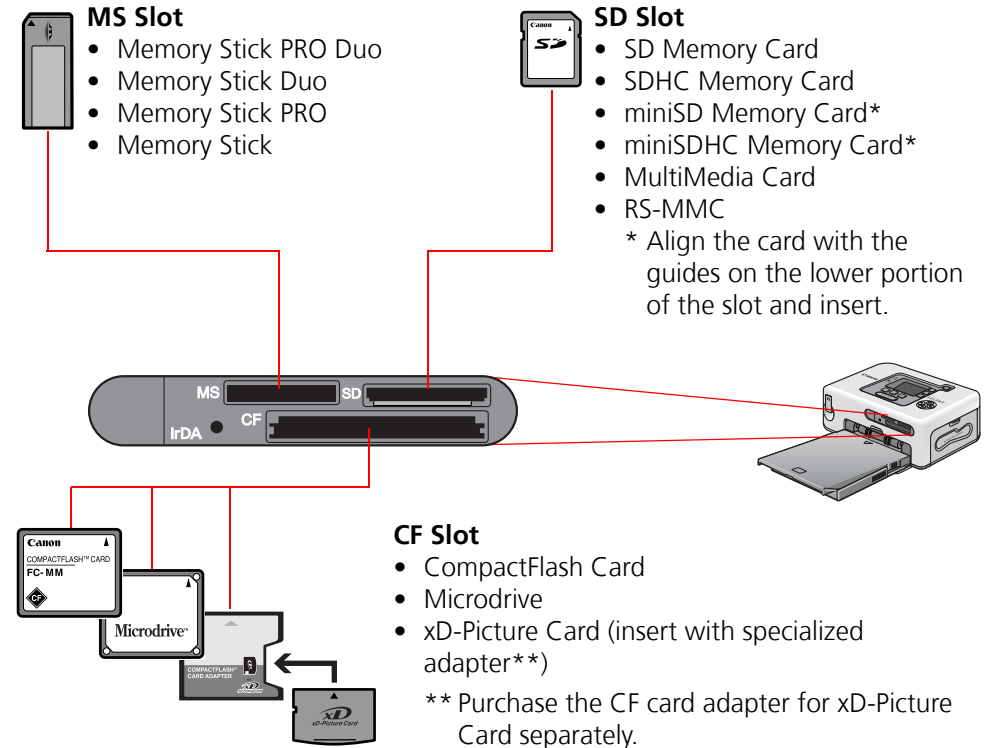 MS Slot
• Memory Stick PRO Duo
• Memory Stick Duo
• Memory Stick PRO
• Memory Stick
Canon
SD
SD Slot
• SD Memory Card
• SDHC Memory Card
• miniSD Memory Card*
• miniSDHC Memory Card*
• MultiMedia Card
• RS-MMC
* Align the card with the
guides on the lower portion
of the slot and insert.
MS
SD
CF
IrDA
Canon
COMPACTFLASH™ CARD
FC-MM
CF
Microdrive™
COMPACTFLASH™
CARD ADAPTER
xD
xD-Picture Card
CF Slot
• CompactFlash Card
• Microdrive
• xD-Picture Card (insert with specialized
adapter**)
** Purchase the CF card adapter for xD-Picture
Card separately.